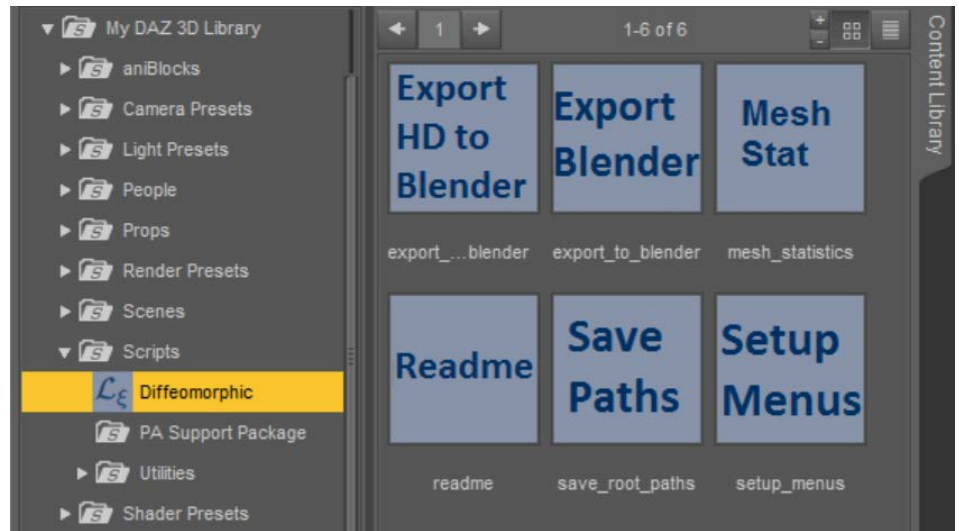 My DAZ 3D Library
aniBlocks
Camera Presets
Light Presets
People
Props
Render Presets
Scenes
Scripts
Diffeomorphic
PA Support Package
Utilities
Shader Presets
1
1-6 of 6
Content Library
Export
HD to
Blender
Export
Blender
Mesh
Stat
export_...blender
export_to_blender
mesh_statistics
Readme
Save
Paths
Setup
Menus
readme
save_root_paths
setup_menus